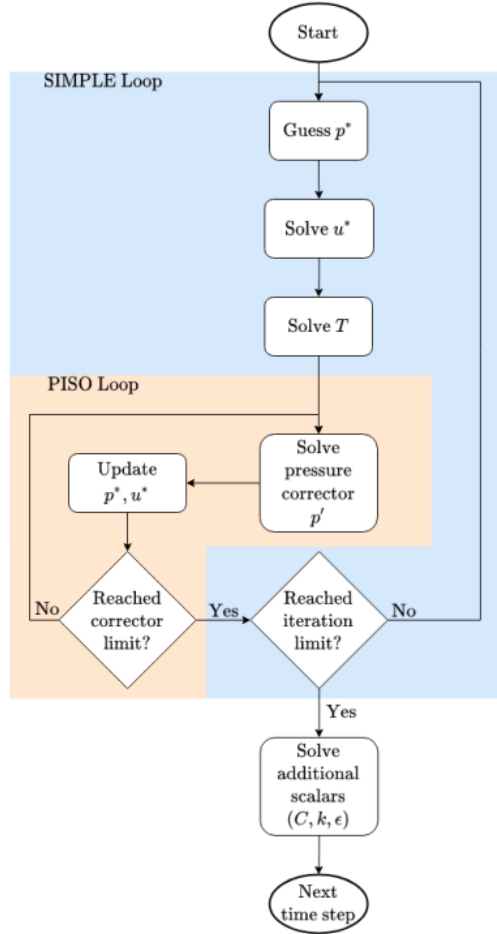 Start
SIMPLE Loop
Guess p*
Solve u*
Solve T
PISO Loop
Solve
pressure
corrector
p′
Update
p*, u*
Reached
corrector
limit?
No
Yes
Reached
iteration
limit?
No
Yes
Solve
additional
scalars
(C, k, ϵ)
Next
time step